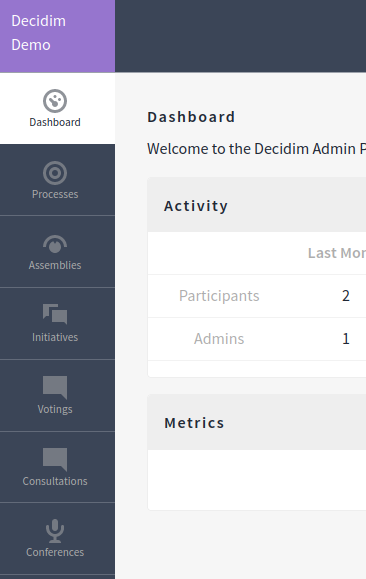 Decidim
Demo
Dashboard
Processes
Assemblies
Initiatives
Votings
Consultations
Conferences
Dashboard
Welcome to the Decidim Admin P
Activity
Last Mor
Participants 2
Admins 1
Metrics